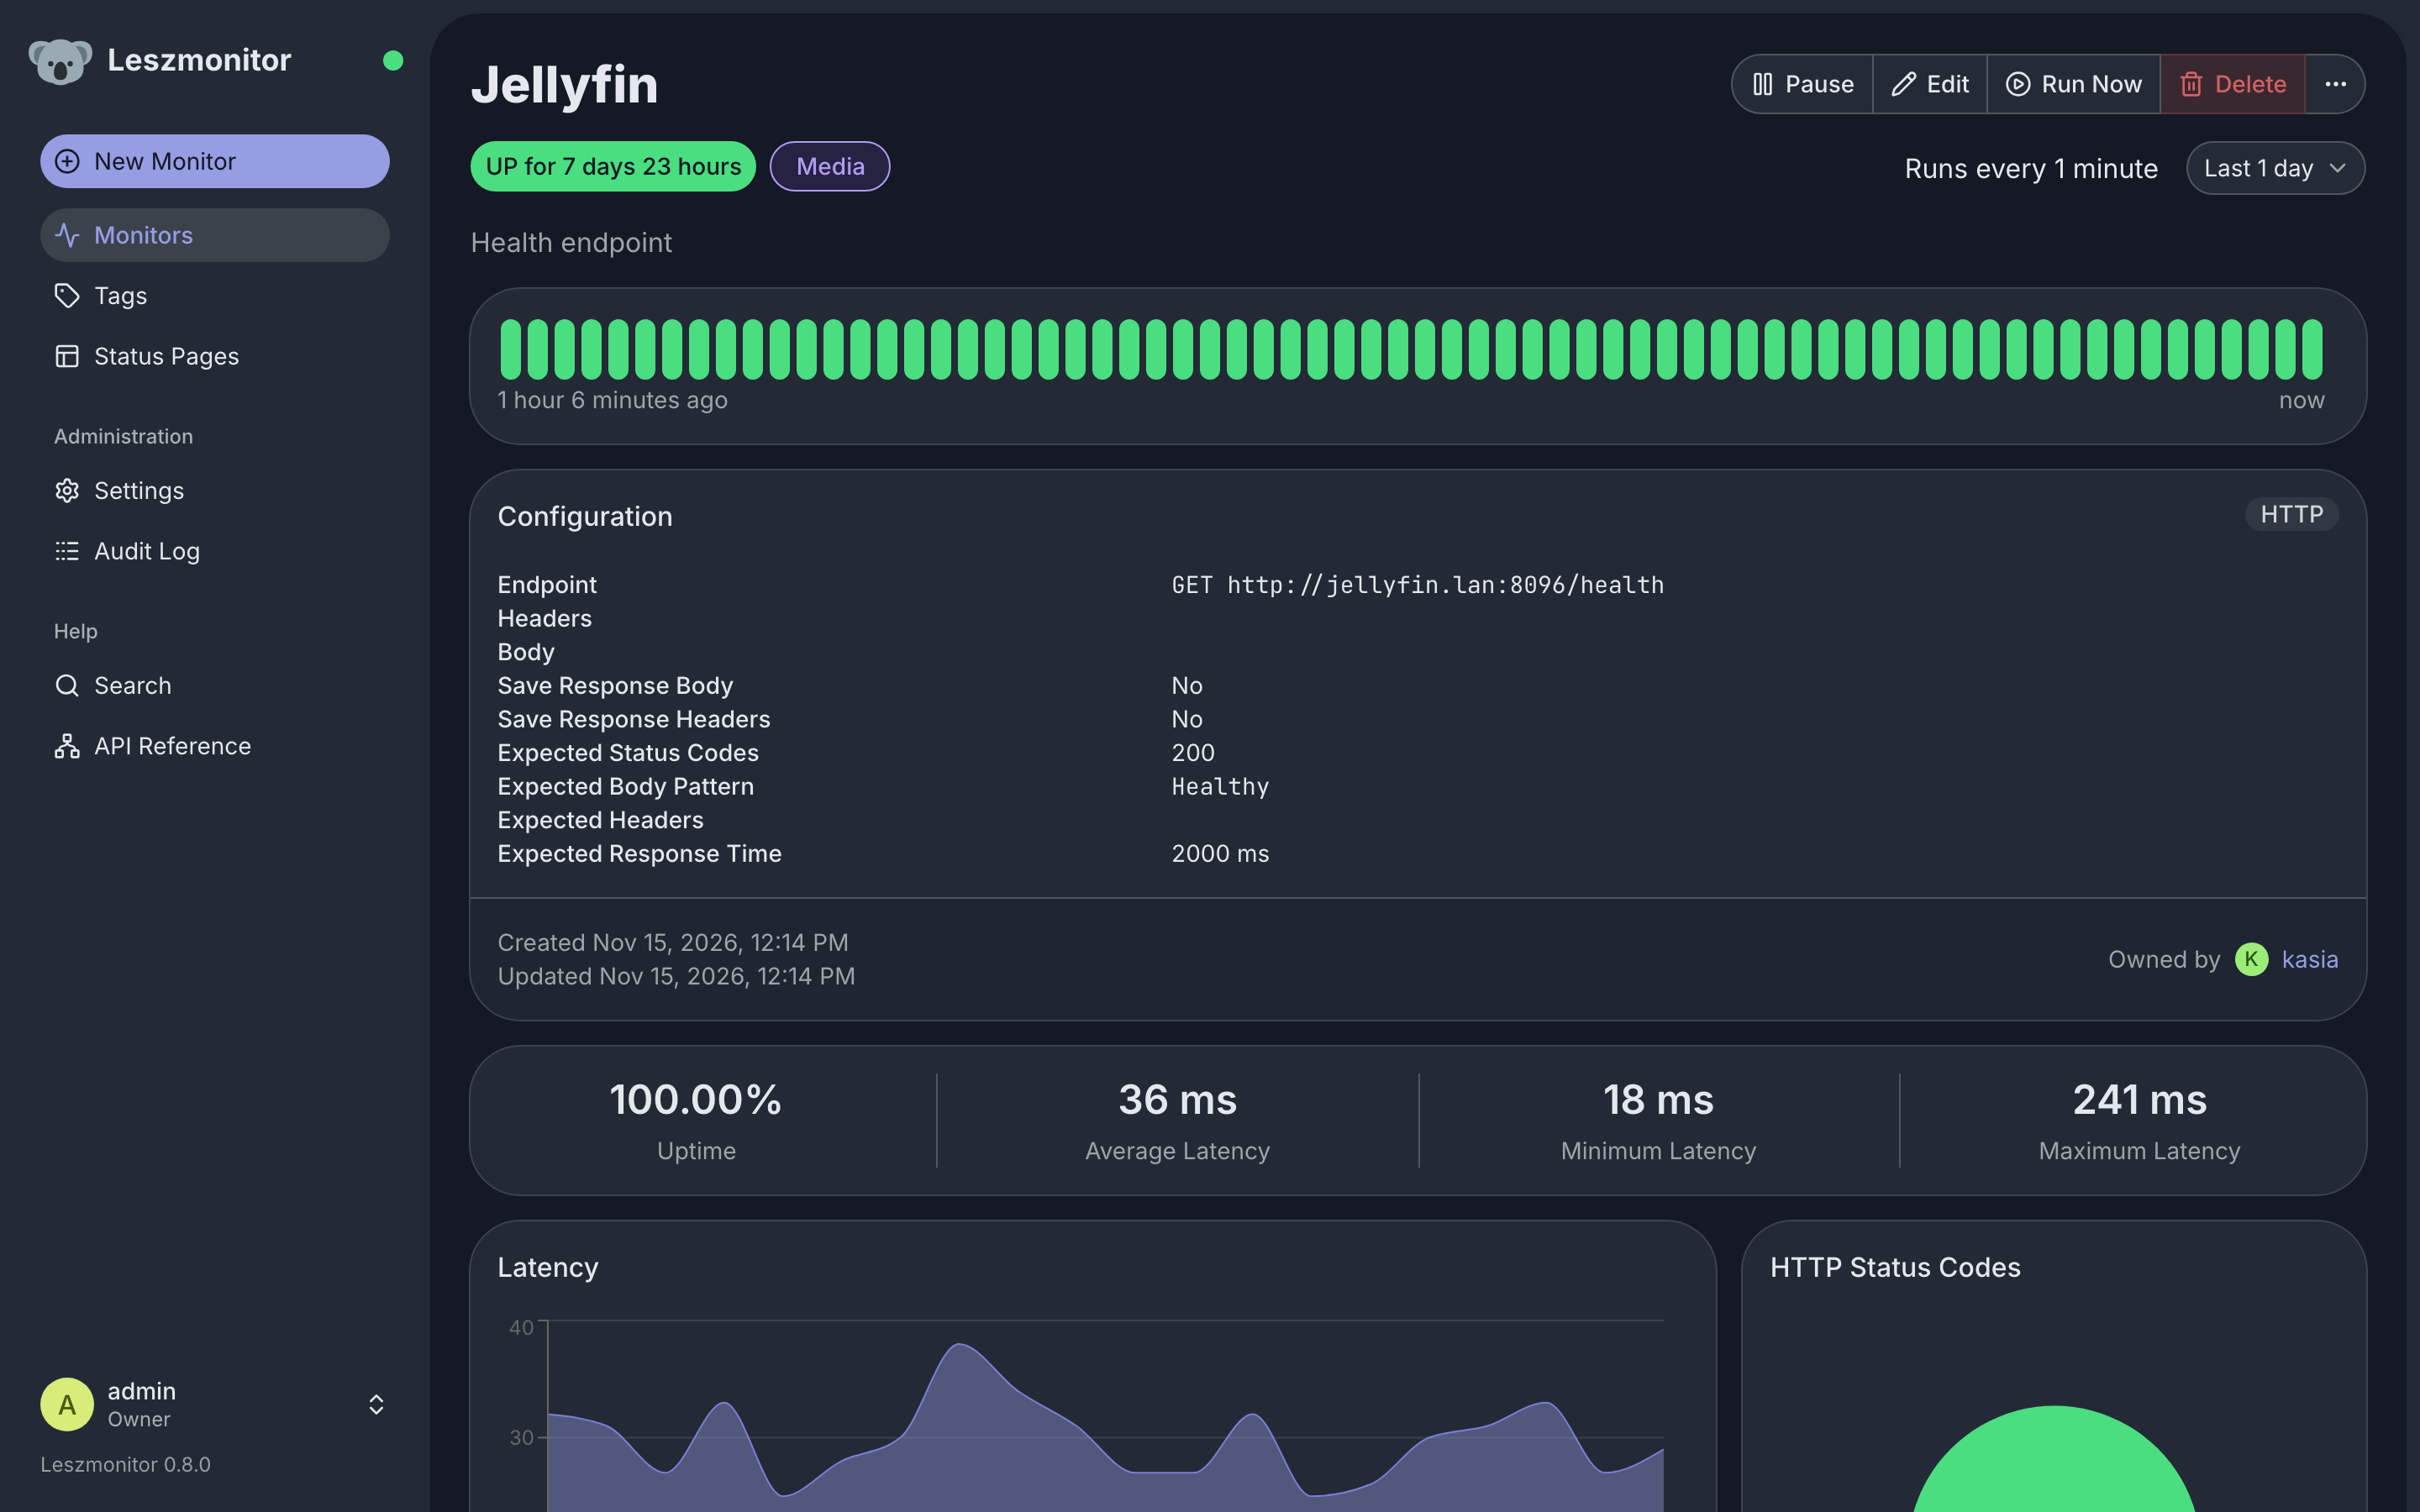 Leszmonitor
New Monitor
Monitors
Tags
Status Pages
Administration
Settings
Audit Log
Help
Search
API Reference
A
admin
Owner
Leszmonitor 0.8.0
Jellyfin
Pause
Edit
Run Now
Delete
UP for 7 days 23 hours
Media
Runs every 1 minute
Last 1 day
Health endpoint
1 hour 6 minutes ago
now
Configuration
HTTP
Endpoint GET http://jellyfin.lan:8096/health
Headers
Body
Save Response Body No
Save Response Headers No
Expected Status Codes 200
Expected Body Pattern Healthy
Expected Headers
Expected Response Time 2000 ms
Created Nov 15, 2026, 12:14 PM
Updated Nov 15, 2026, 12:14 PM
Owned by K kasia
100.00%
Uptime
36 ms
Average Latency
18 ms
Minimum Latency
241 ms
Maximum Latency
Latency
40
30
HTTP Status Codes